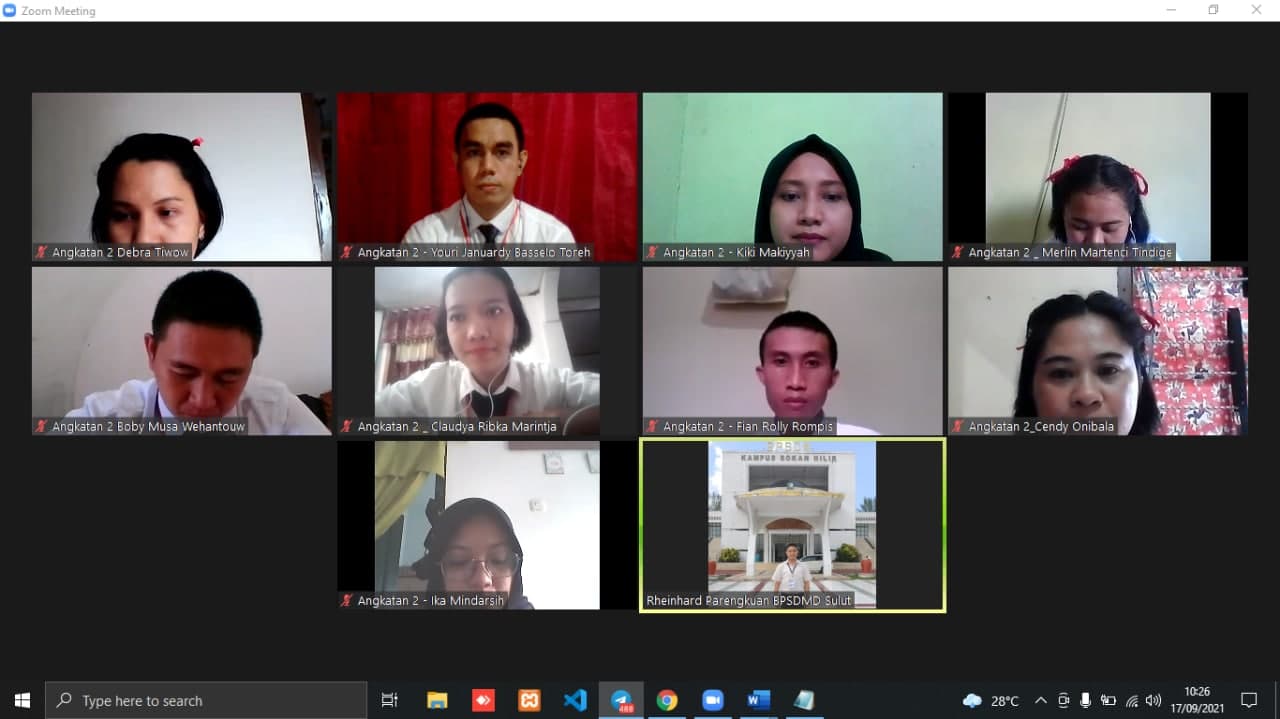 Zoom Meeting
Angkatan 2 Debra Tiwow
Angkatan 2 - Youri Januardy Basselo Toreh
Angkatan 2 - Kiki Makiyyah
Angkatan 2 _ Merlin Martenci Tindige
Angkatan 2 Boby Musa Wehantouw
Angkatan 2 _ Claudya Ribka Marintja
Angkatan 2 - Fian Rolly Rompis
Angkatan 2_Cendy Onibala
KAMPUS ROKAN HILIR
Angkatan 2 - Ika Mindarsih
Rheinhard Parengkuan BPSDMD Sulut
Type here to search
488
28°C
10:26
17/09/2021